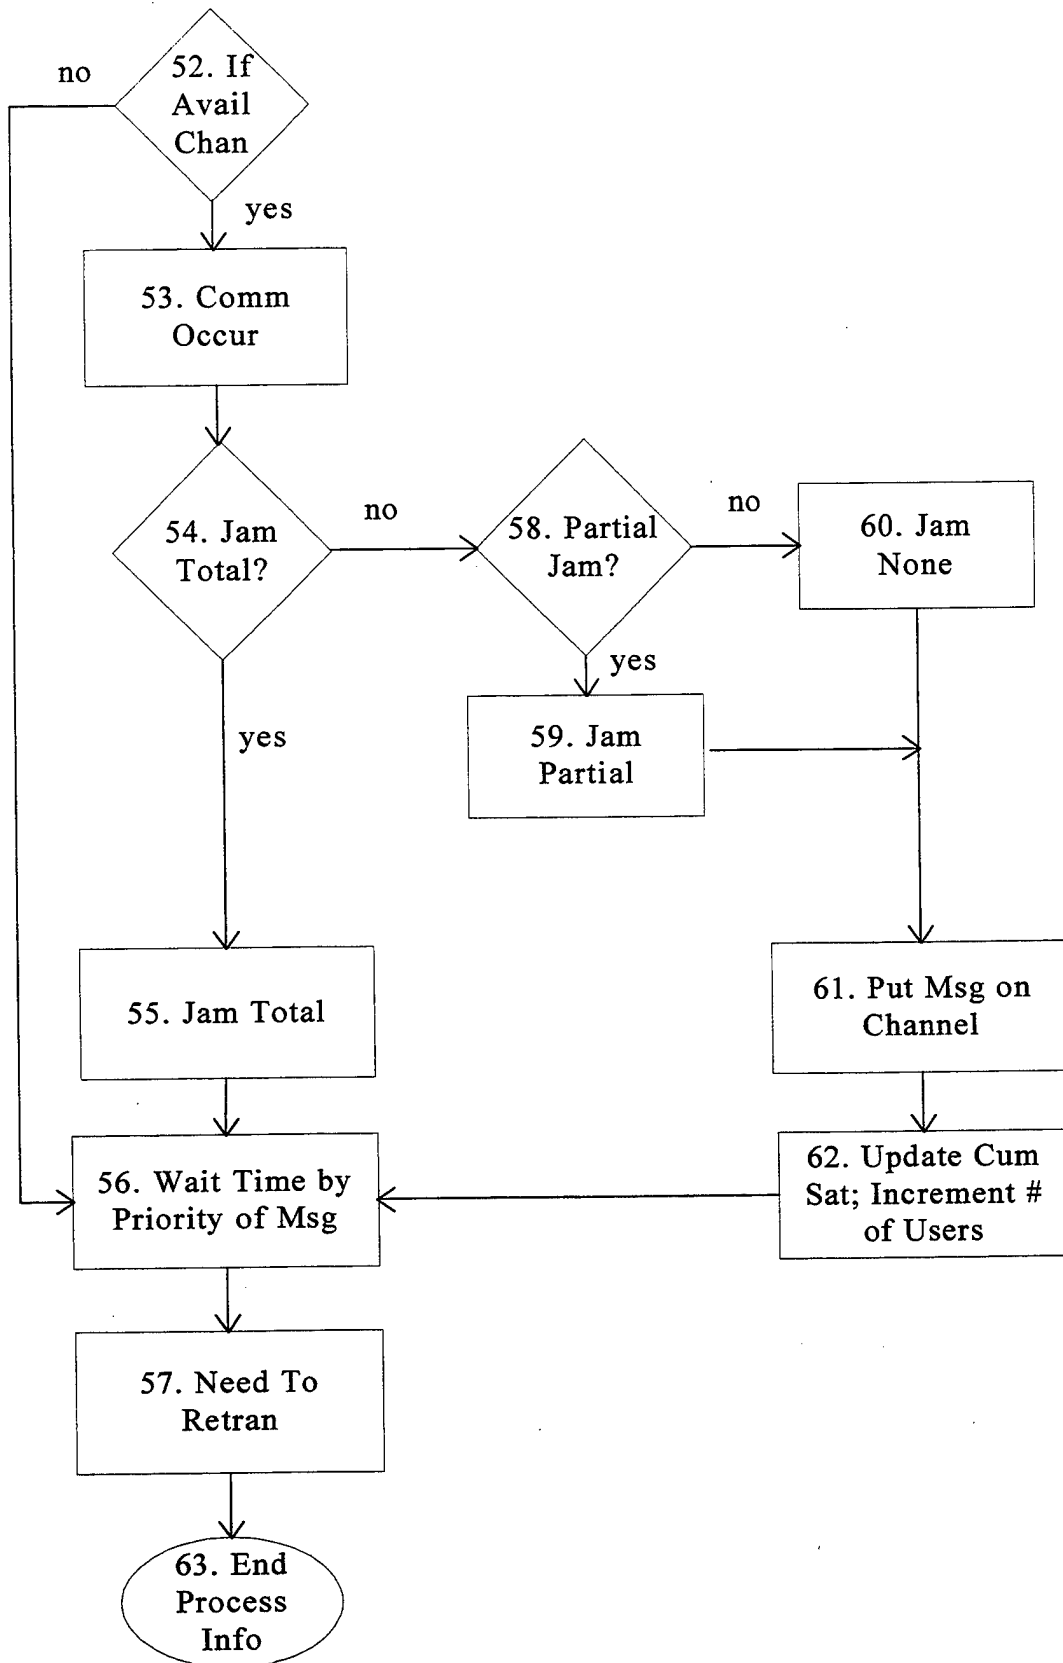 no
52. If
Avail
Chan
yes
53. Comm
Occur
54. Jam
Total?
no
58. Partial
Jam?
no
60. Jam
None
yes
59. Jam
Partial
yes
55. Jam Total
61. Put Msg on
Channel
56. Wait Time by
Priority of Msg
62. Update Cum
Sat; Increment #
of Users
57. Need To
Retran
63. End
Process
Info